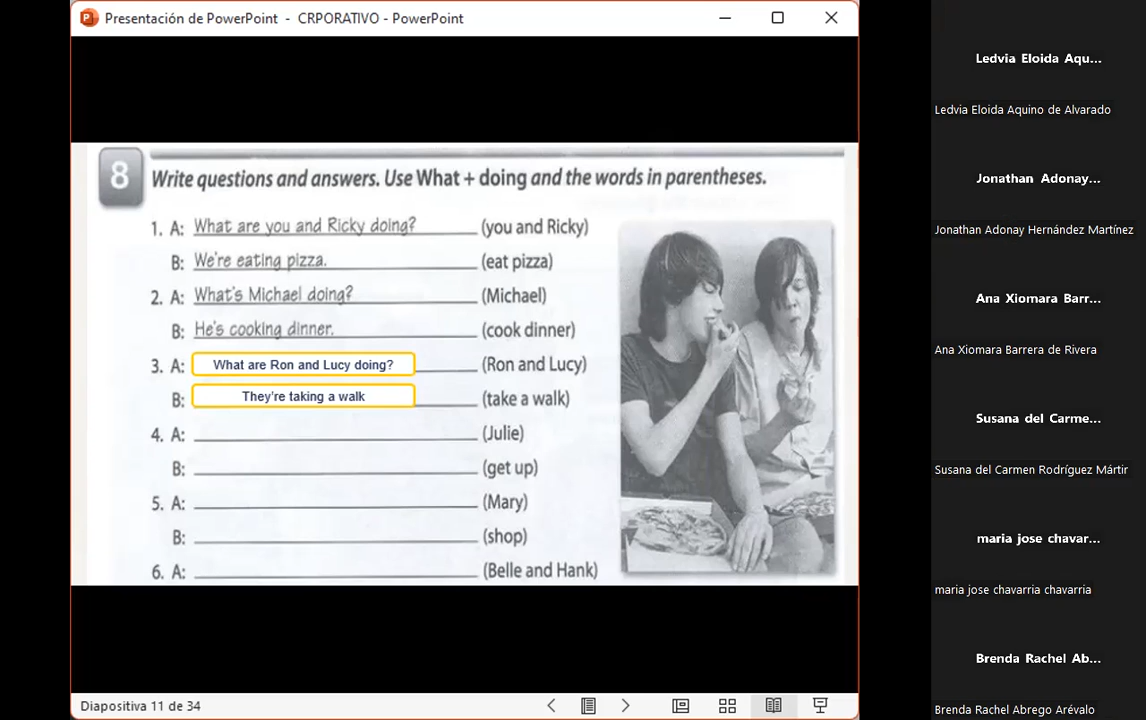 Presentación de PowerPoint - CRPORATIVO - PowerPoint
8
Write questions and answers. Use What + doing and the words in parentheses.
1. A: What are you and Ricky doing? (you and Ricky)
B: We're eating pizza. (eat pizza)
2. A: What's Michael doing? (Michael)
B: He's cooking dinner. (cook dinner)
3. A: What are Ron and Lucy doing? (Ron and Lucy)
B: They're taking a walk (take a walk)
4. A: (Julie)
B: (get up)
5. A: (Mary)
B: (shop)
6. A: (Belle and Hank)
Diapositiva 11 de 34
Ledvia Eloida Aqu...
Ledvia Eloida Aquino de Alvarado
Jonathan Adonay...
Jonathan Adonay Hernández Martínez
Ana Xiomara Barr...
Ana Xiomara Barrera de Rivera
Susana del Carme...
Susana del Carmen Rodríguez Mártir
maria jose chavar...
maria jose chavarria chavarria
Brenda Rachel Ab...
Brenda Rachel Abrego Arévalo